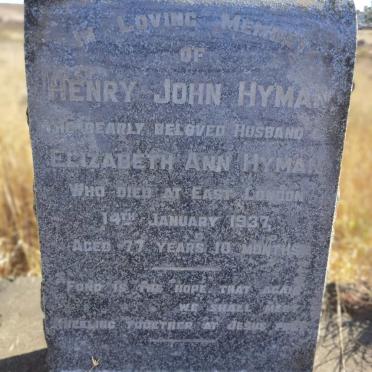 IN LOVING MEMORY
OF
HENRY JOHN HYMAN
THE DEARLY BELOVED HUSBAND OF
ELIZABETH ANN HYMAN
WHO DIED AT EAST LONDON
14TH JANUARY 1937,
AGED 77 YEARS 10 MONTHS
FOND IS THE HOPE THAT AGAIN
WE SHALL MEET
KNEELING TOGETHER AT JESUS FEET